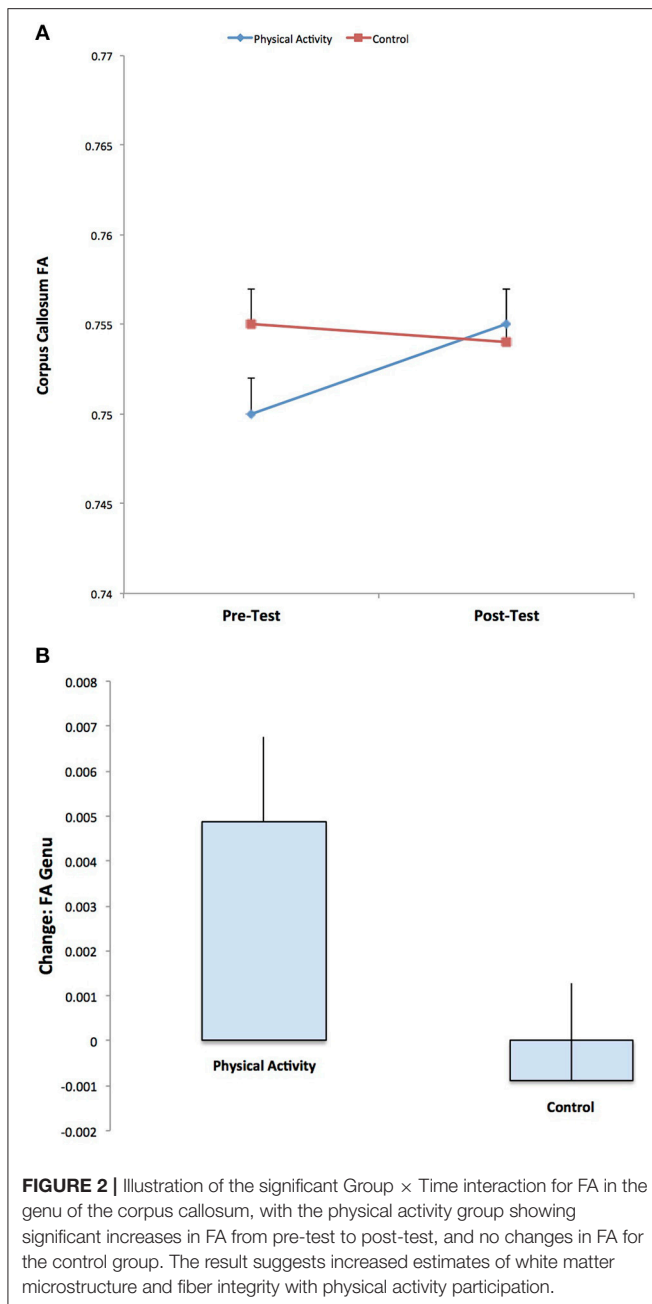 A
Physical Activity Control
0.77
0.765
0.76
0.755
0.75
0.745
0.74
Corpus Callosum FA
Pre-Test Post-Test
B
0.008
0.007
0.006
0.005
0.004
0.003
0.002
0.001
0
-0.001
-0.002
Change: FA Genu
Physical Activity
Control
FIGURE 2 | Illustration of the significant Group × Time interaction for FA in the
genu of the corpus callosum, with the physical activity group showing
significant increases in FA from pre-test to post-test, and no changes in FA for
the control group. The result suggests increased estimates of white matter
microstructure and fiber integrity with physical activity participation.